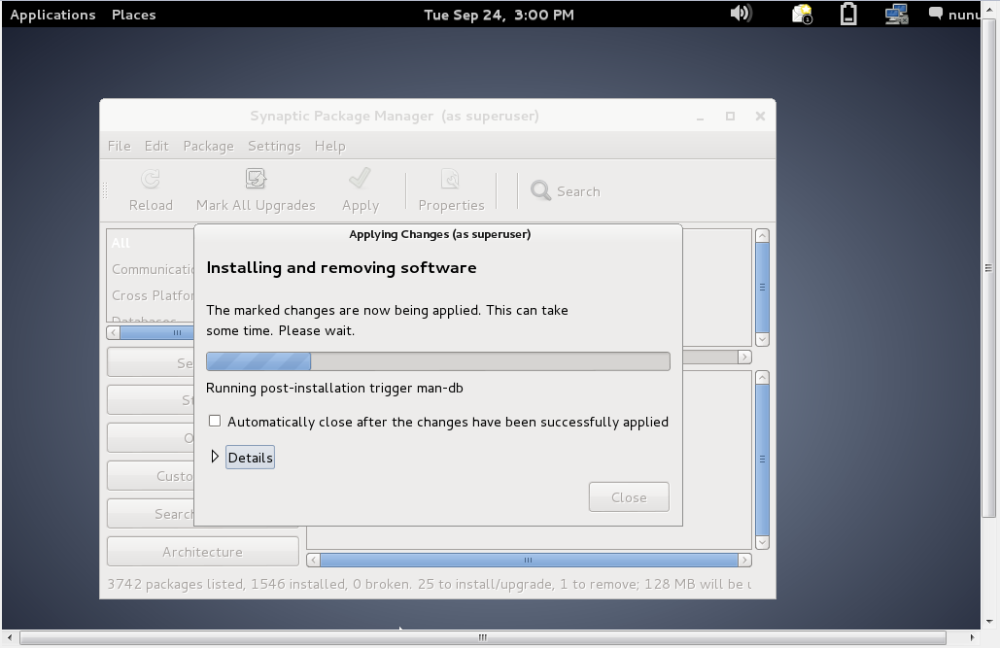 Applications Places Tue Sep 24, 3:00 PM nunu
Synaptic Package Manager (as superuser)
File Edit Package Settings Help
Reload Mark All Upgrades Apply Properties Search
All
Communicatio
Cross Platfor
Databases
Applying Changes (as superuser)
Installing and removing software
The marked changes are now being applied. This can take
some time. Please wait.
Running post-installation trigger man-db
Automatically close after the changes have been successfully applied
Details
Close
Se
St
O
Custo
Search
Architecture
3742 packages listed, 1546 installed, 0 broken. 25 to install/upgrade, 1 to remove; 128 MB will be u